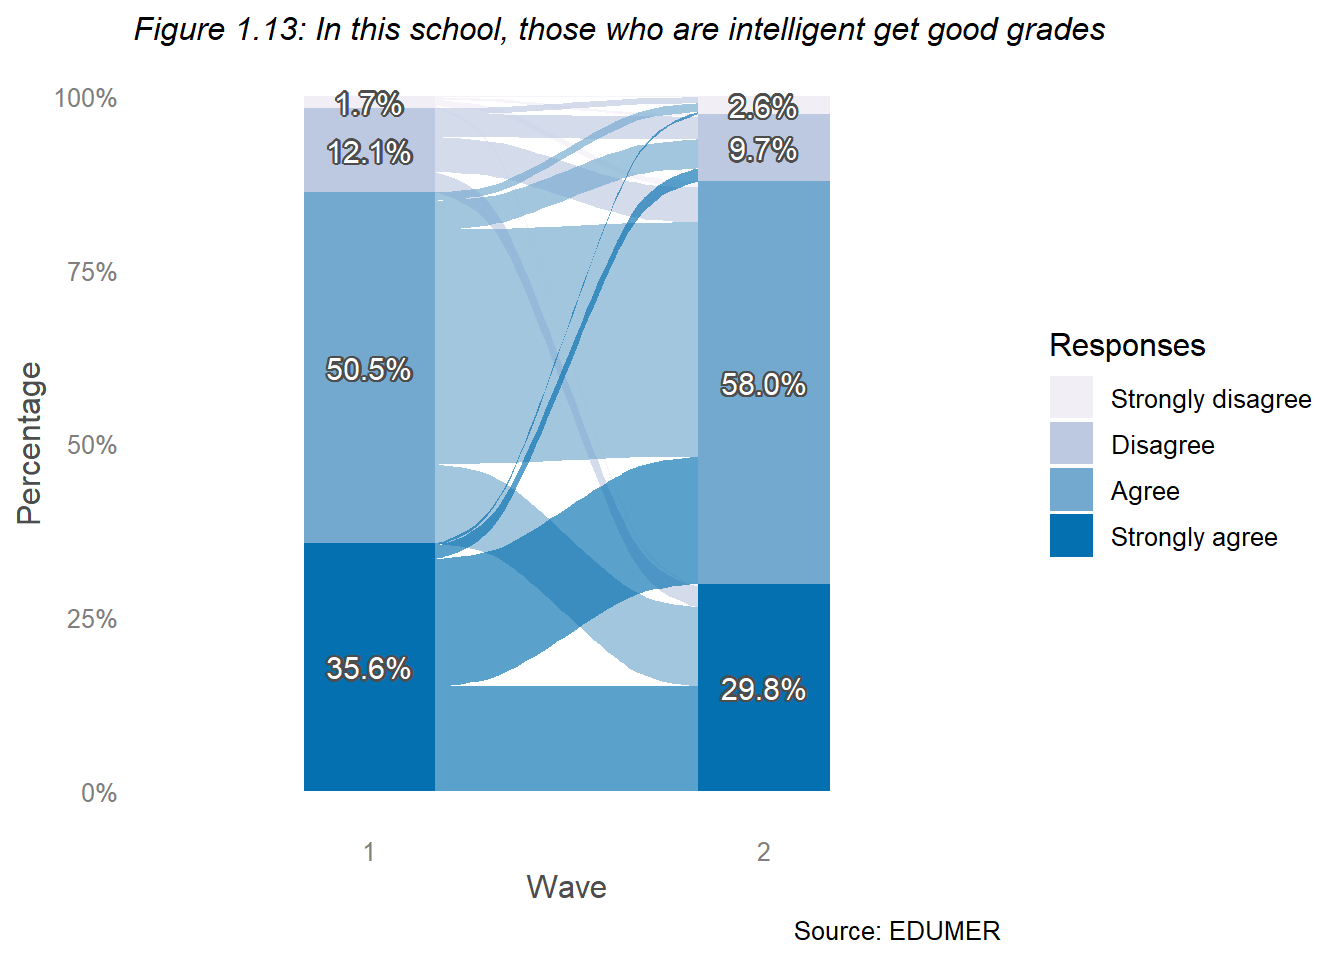 Figure 1.13: In this school, those who are intelligent get good grades
100%
75%
50%
25%
0%
Percentage
1.7%
12.1%
50.5%
35.6%
2.6%
9.7%
58.0%
29.8%
1
2
Wave
Responses
Strongly disagree
Disagree
Agree
Strongly agree
Source: EDUMER